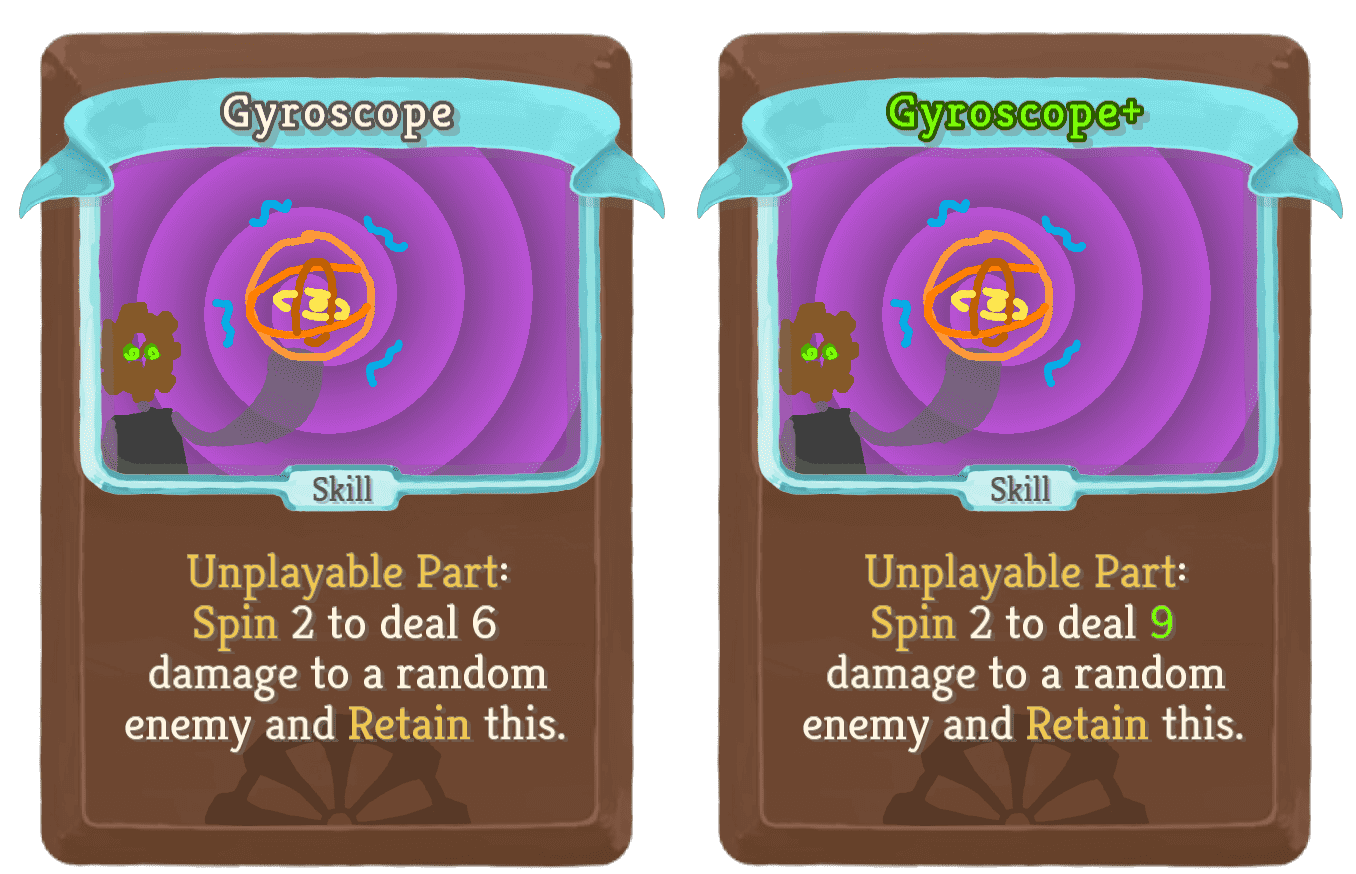 Gyroscope
Skill
Unplayable Part:
Spin 2 to deal 6
damage to a random
enemy and Retain this.
Gyroscope+
Skill
Unplayable Part:
Spin 2 to deal 9
damage to a random
enemy and Retain this.